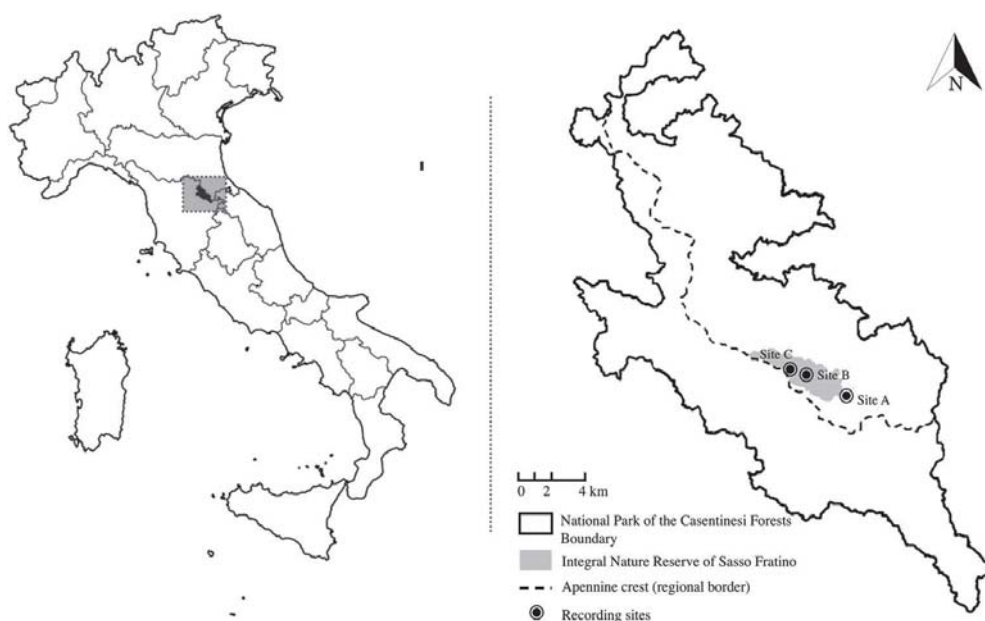 N
Site C
Site B
Site A
0 2 4 km
National Park of the Casentinesi Forests
Boundary
Integral Nature Reserve of Sasso Fratino
Apennine crest (regional border)
Recording sites